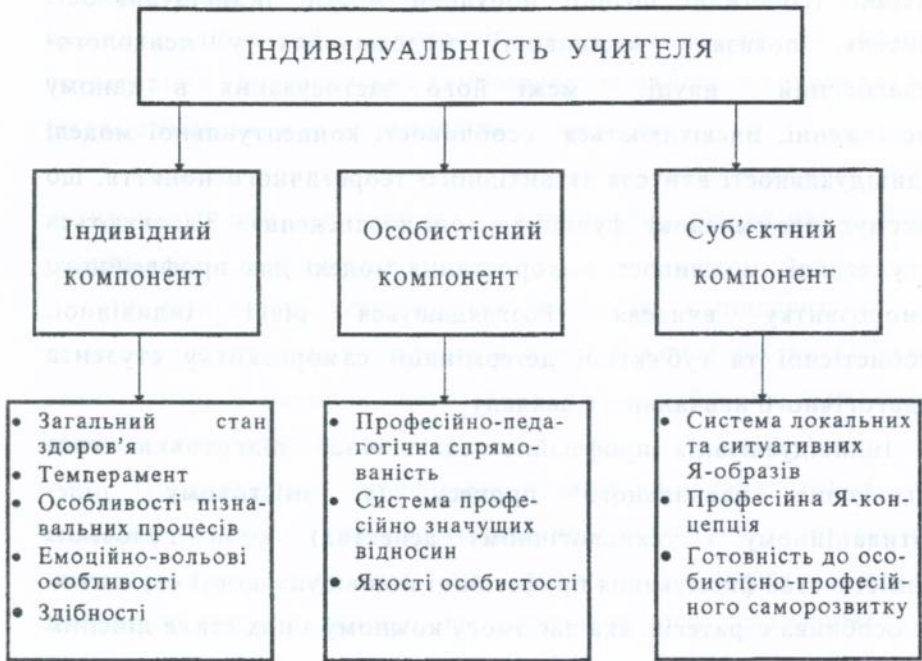 ІНДИВІДУАЛЬНІСТЬ УЧИТЕЛЯ
Індивідний
компонент
Особистісний
компонент
Суб'єктний
компонент
• Загальний стан
здоров'я
• Темперамент
• Особливості пізна-
вальних процесів
• Емоційно-вольові
особливості
• Здібності
• Професійно-педа-
гогічна спрямо-
ваність
• Система профе-
сійно значущих
відносин
• Якості особистості
• Система локальних
та ситуативних
Я-образів
• Професійна Я-кон-
цепція
• Готовність до осо-
бистісно-професій-
ного саморозвитку